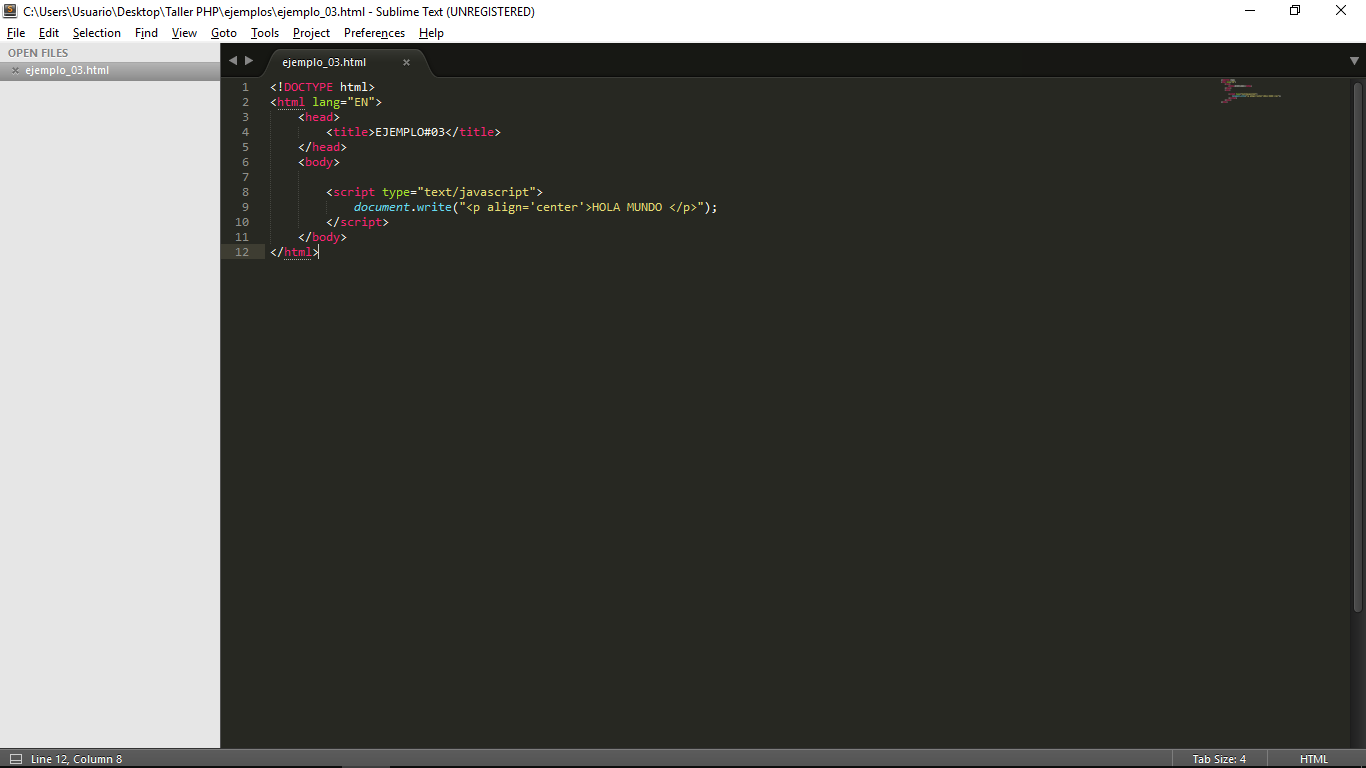 C:\Users\Usuario\Desktop\Taller PHP\ejemplos\ejemplo_03.html - Sublime Text (UNREGISTERED)
File Edit Selection Find View Goto Tools Project Preferences Help
OPEN FILES
ejemplo_03.html
ejemplo_03.html
1 <!DOCTYPE html>
2 <html lang="EN">
3 <head>
4 <title>EJEMPLO#03</title>
5 </head>
6 <body>
7
8 <script type="text/javascript">
9 document.write("<p align='center'>HOLA MUNDO </p>");
10 </script>
11 </body>
12 </html>
Line 12, Column 8
Tab Size: 4
HTML